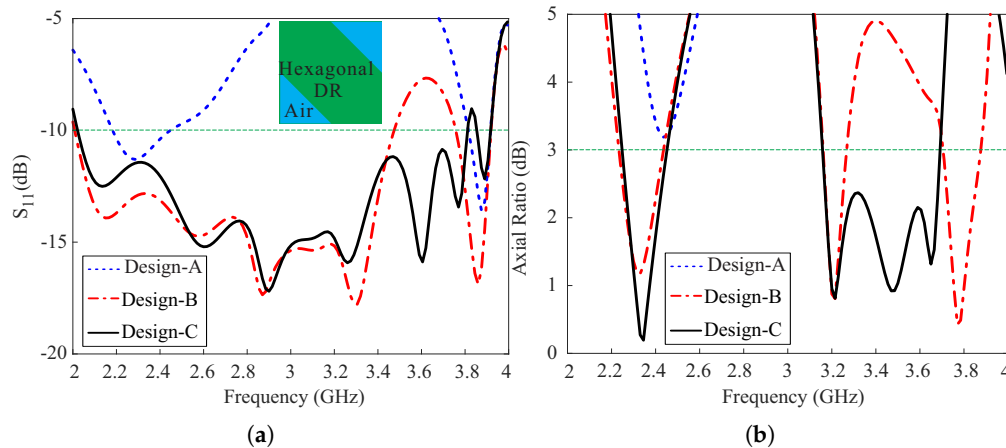 -5
-10
-15
-20
S11(dB)
Hexagonal
DR
Air
Design-A
Design-B
Design-C
2 2.2 2.4 2.6 2.8 3 3.2 3.4 3.6 3.8 4
Frequency (GHz)
(a)
5
4
3
2
1
0
Axial Ratio (dB)
Design-A
Design-B
Design-C
2 2.2 2.4 2.6 2.8 3 3.2 3.4 3.6 3.8 4
Frequency (GHz)
(b)